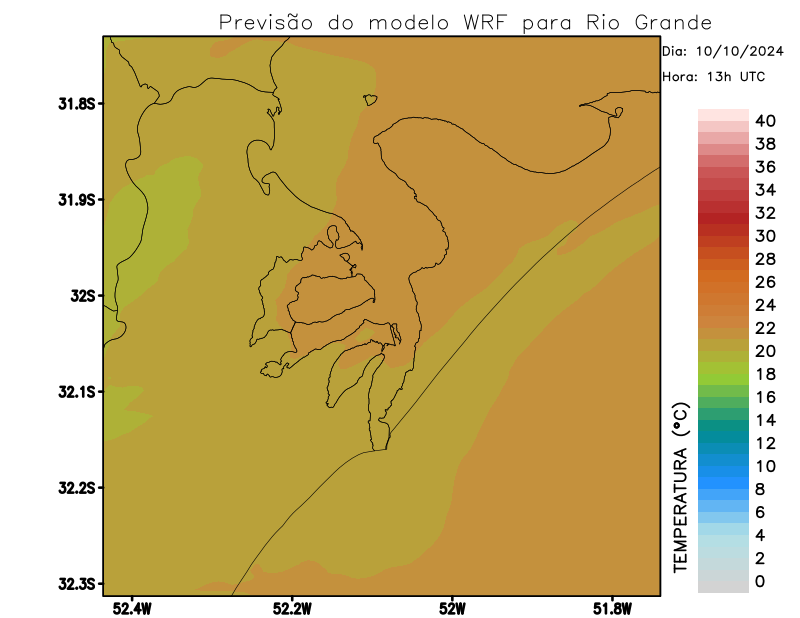 Previsão do modelo WRF para Rio Grande
Dia: 10/10/2024
Hora: 13h UTC
31.8S
31.9S
32S
32.1S
32.2S
32.3S
52.4W
52.2W
52W
51.8W
TEMPERATURA (°C)
40
38
36
34
32
30
28
26
24
22
20
18
16
14
12
10
8
6
4
2
0